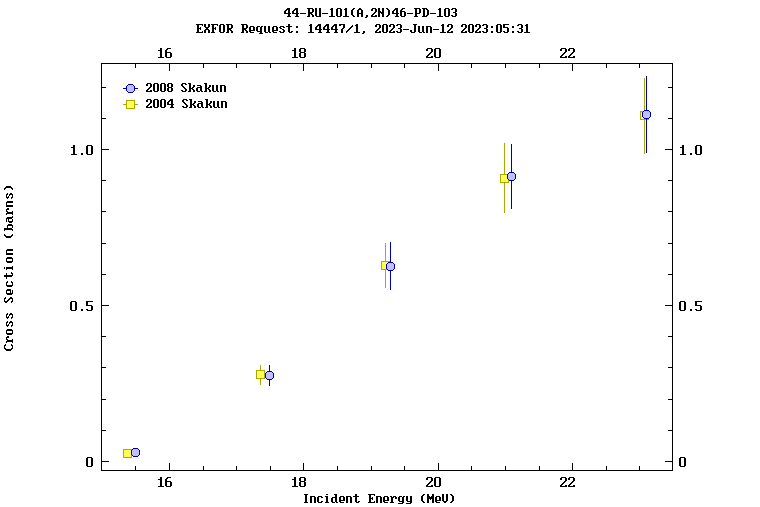 44-RU-101(A,2N)46-PD-103
EXFOR Request: 14447/1, 2023-Jun-12 2023:05:31
16 18 20 22
2008 Skakun
2004 Skakun
1.0 1.0
Cross Section (barns)
0.5 0.5
0 0
16 18 20 22
Incident Energy (MeV)